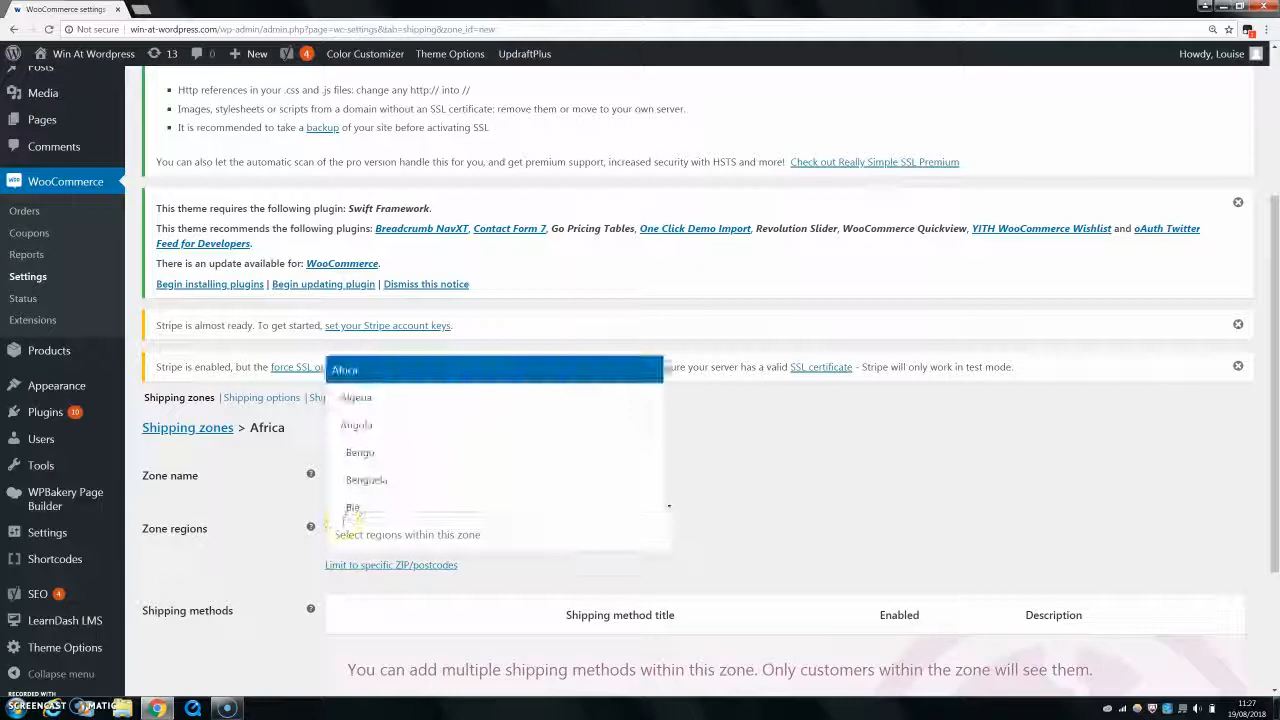 WooCommerce settings
Not secure | win-at-wordpress.com/wp-admin/admin.php?page=wc-settings&tab=shipping&zone_id=new
Win At Wordpress 13 0 New 4 Color Customizer Theme Options UpdraftPlus Howdy, Louise
Posts
Media
Pages
Comments
WooCommerce
Orders
Coupons
Reports
Settings
Status
Extensions
Products
Appearance
Plugins 10
Users
Tools
WPBakery Page
Builder
Settings
Shortcodes
SEO 4
LearnDash LMS
Theme Options
Collapse menu
Http references in your .css and .js files: change any http:// into //
Images, stylesheets or scripts from a domain without an SSL certificate: remove them or move to your own server.
It is recommended to take a backup of your site before activating SSL
You can also let the automatic scan of the pro version handle this for you, and get premium support, increased security with HSTS and more! Check out Really Simple SSL Premium
This theme requires the following plugin: Swift Framework.
This theme recommends the following plugins: Breadcrumb NavXT, Contact Form 7, Go Pricing Tables, One Click Demo Import, Revolution Slider, WooCommerce Quickview, YITH WooCommerce Wishlist and oAuth Twitter
Feed for Developers.
There is an update available for: WooCommerce.
Begin installing plugins | Begin updating plugin | Dismiss this notice
Stripe is almost ready. To get started, set your Stripe account keys.
Stripe is enabled, but the force SSL ure your server has a valid SSL certificate - Stripe will only work in test mode.
Shipping zones | Shipping options |
Shipping zones > Africa
Zone name
Zone regions
Africa
Algeria
Angola
Bengo
Benguela
Bié
Select regions within this zone
Limit to specific ZIP/postcodes
Shipping methods
Shipping method title Enabled Description
You can add multiple shipping methods within this zone. Only customers within the zone will see them.
RECORDED WITH
SCREENCAST MATIC
11:27
19/08/2018